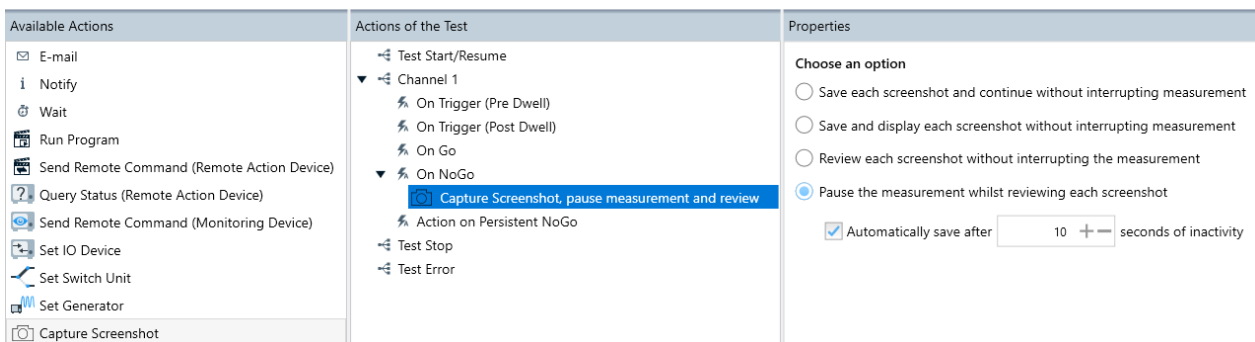 Available Actions
E-mail
Notify
Wait
Run Program
Send Remote Command (Remote Action Device)
Query Status (Remote Action Device)
Send Remote Command (Monitoring Device)
Set IO Device
Set Switch Unit
Set Generator
Capture Screenshot
Actions of the Test
Test Start/Resume
Channel 1
On Trigger (Pre Dwell)
On Trigger (Post Dwell)
On Go
On NoGo
Capture Screenshot, pause measurement and review
Action on Persistent NoGo
Test Stop
Test Error
Properties
Choose an option
Save each screenshot and continue without interrupting measurement
Save and display each screenshot without interrupting measurement
Review each screenshot without interrupting the measurement
Pause the measurement whilst reviewing each screenshot
Automatically save after 10 seconds of inactivity